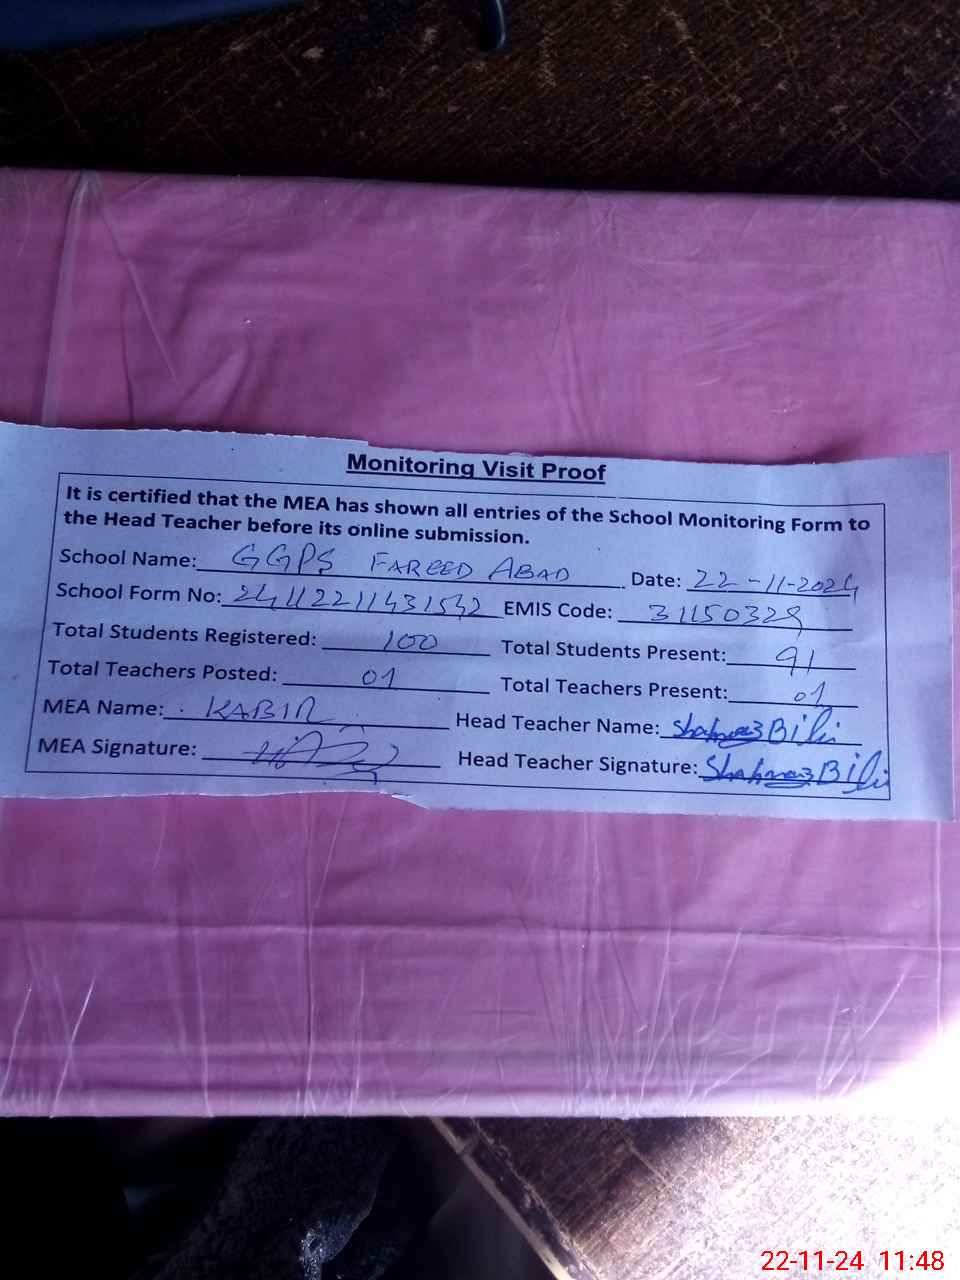 Monitoring Visit Proof
It is certified that the MEA has shown all entries of the School Monitoring Form to
the Head Teacher before its online submission.
School Name: GGPS FAREED ABAD Date: 22-11-2024
School Form No: 241122211431542 EMIS Code: 31150329
Total Students Registered: 100 Total Students Present: 91
Total Teachers Posted: 01 Total Teachers Present: 01
MEA Name: KABIR Head Teacher Name: Shahnaz Bibi
MEA Signature: Head Teacher Signature: Shahnaz Bibi
22-11-24 11:48